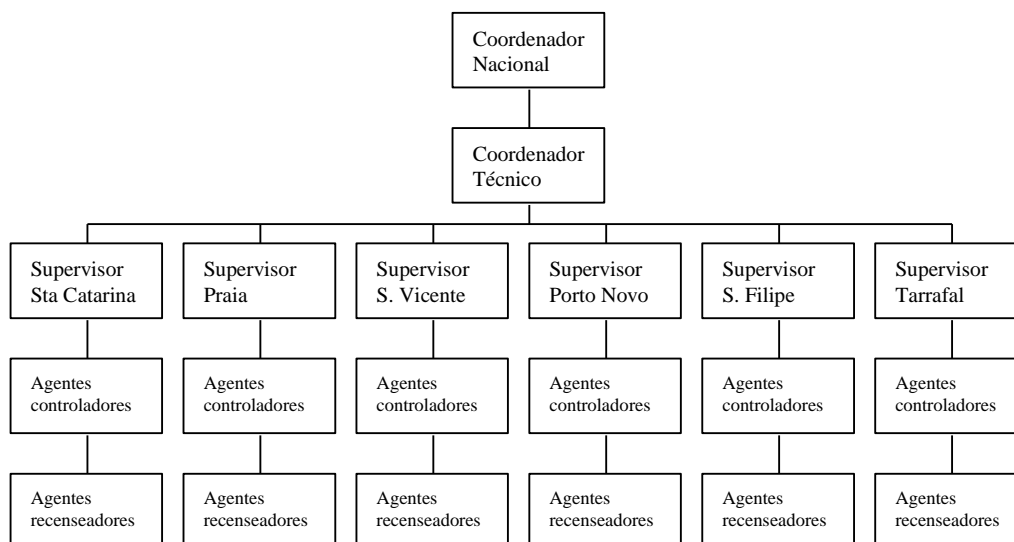 Coordenador
Nacional
Coordenador
Técnico
Supervisor
Sta Catarina
Supervisor
Praia
Supervisor
S. Vicente
Supervisor
Porto Novo
Supervisor
S. Filipe
Supervisor
Tarrafal
Agentes
controladores
Agentes
controladores
Agentes
controladores
Agentes
controladores
Agentes
controladores
Agentes
controladores
Agentes
recenseadores
Agentes
recenseadores
Agentes
recenseadores
Agentes
recenseadores
Agentes
recenseadores
Agentes
recenseadores